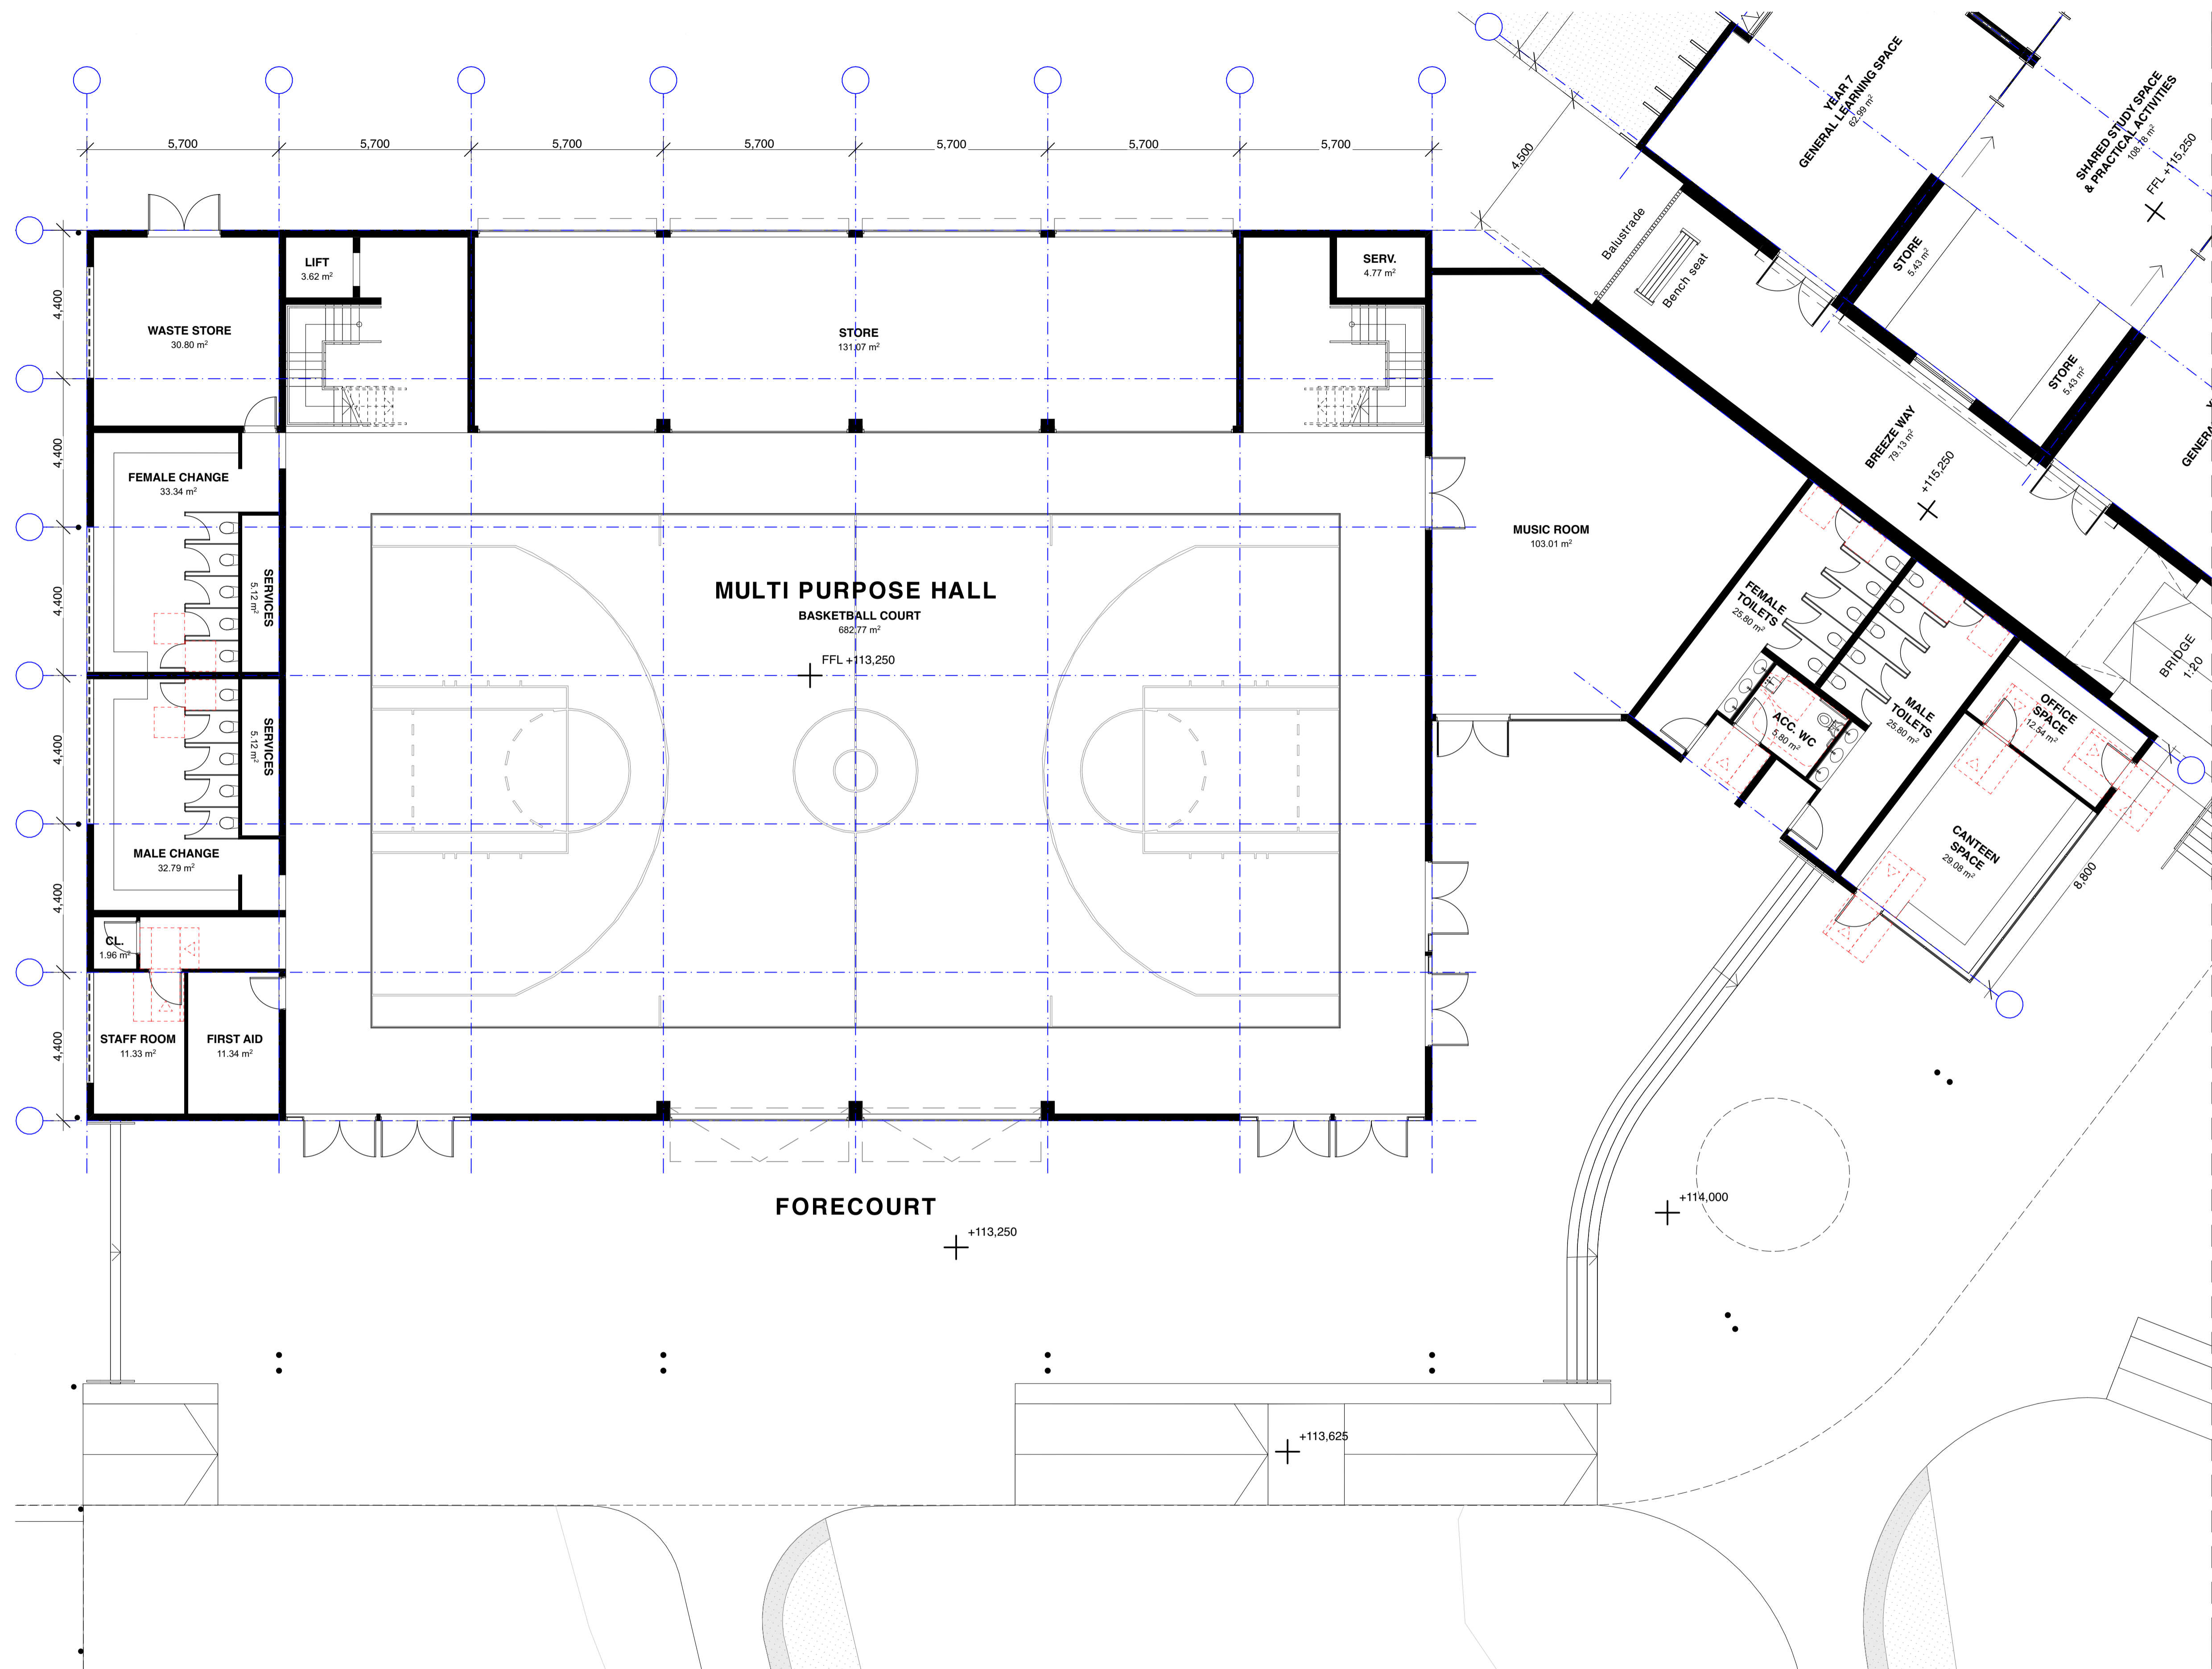 5,700
5,700
5,700
5,700
5,700
5,700
5,700
4,400
4,400
4,400
4,400
4,400
4,400
WASTE STORE
30.80 m²
LIFT
3.62 m²
STORE
131.07 m²
SERV.
4.77 m²
FEMALE CHANGE
33.34 m²
SERVICES
5.12 m²
SERVICES
5.12 m²
MALE CHANGE
32.79 m²
CL.
1.96 m²
STAFF ROOM
11.33 m²
FIRST AID
11.34 m²
MULTI PURPOSE HALL
BASKETBALL COURT
682.77 m²
FFL +113,250
MUSIC ROOM
103.01 m²
4,500
Balustrade
Bench seat
YEAR 7
GENERAL LEARNING SPACE
62.99 m²
SHARED STUDY SPACE
& PRACTICAL ACTIVITIES
FFL +115,250
STORE
5.43 m²
STORE
5.43 m²
BREEZE WAY
79.13 m²
+115,250
BRIDGE
1:20
FEMALE
TOILETS
25.80 m²
ACC. WC
5.80 m²
MALE
TOILETS
25.80 m²
OFFICE
SPACE
12.54 m²
CANTEEN
SPACE
29.08 m²
8,800
FORECOURT
+113,250
+114,000
+113,625